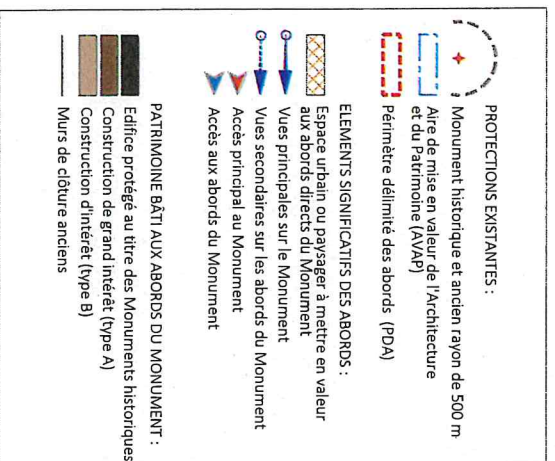 PROTECTIONS EXISTANTES :
Monument historique et ancien rayon de 500 m
Aire de mise en valeur de l'Architecture
et du Patrimoine (AVAP)
Périmètre délimité des abords (PDA)
ELEMENTS SIGNIFICATIFS DES ABORDS :
Espace urbain ou paysager à mettre en valeur
aux abords directs du Monument
Vues principales sur le Monument
Vues secondaires sur les abords du Monument
Accès principal au Monument
Accès aux abords du Monument
PATRIMOINE BÂTI AUX ABORDS DU MONUMENT :
Edifice protégé au titre des Monuments historiques
Construction de grand intérêt (type A)
Construction d'intérêt (type B)
Murs de clôture anciens